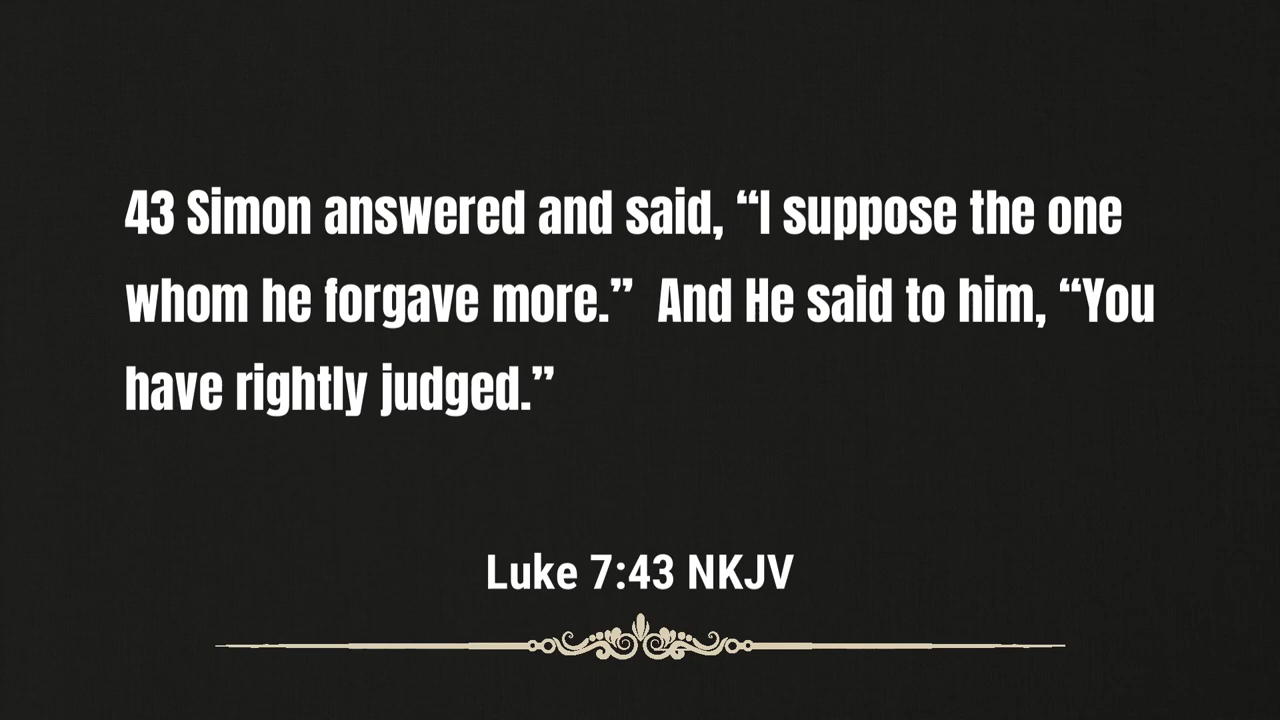 43 Simon answered and said, “I suppose the one
whom he forgave more.”  And He said to him, “You
have rightly judged.”
Luke 7:43 NKJV